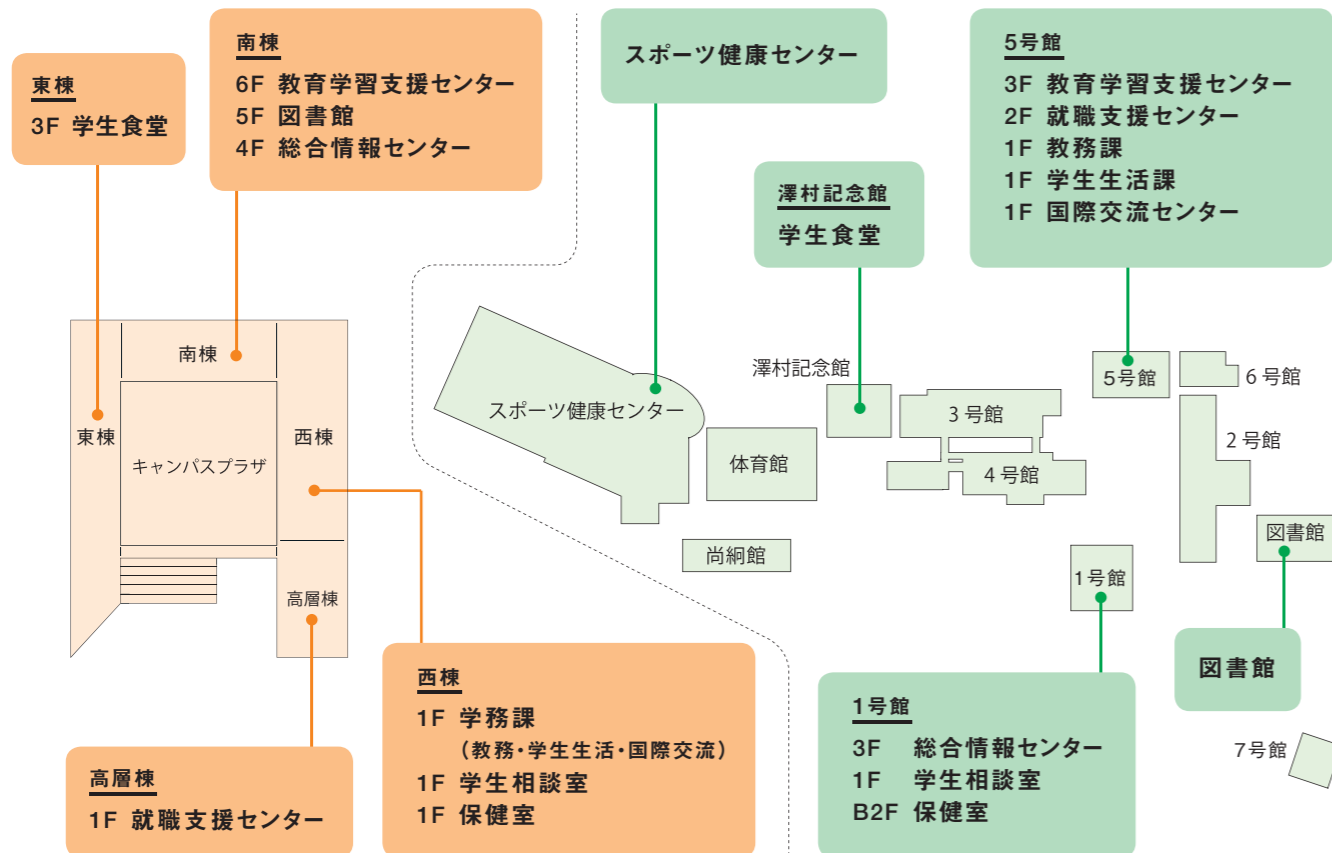 東棟
3F 学生食堂
南棟
6F 教育学習支援センター
5F 図書館
4F 総合情報センター
スポーツ健康センター
澤村記念館
学生食堂
5号館
3F 教育学習支援センター
2F 就職支援センター
1F 教務課
1F 学生生活課
1F 国際交流センター
南棟
東棟
西棟
キャンパスプラザ
高層棟
スポーツ健康センター
体育館
尚絅館
澤村記念館
3号館
4号館
5号館
6号館
2号館
図書館
1号館
7号館
高層棟
1F 就職支援センター
西棟
1F 学務課
（教務・学生生活・国際交流）
1F 学生相談室
1F 保健室
1号館
3F 総合情報センター
1F 学生相談室
B2F 保健室
図書館